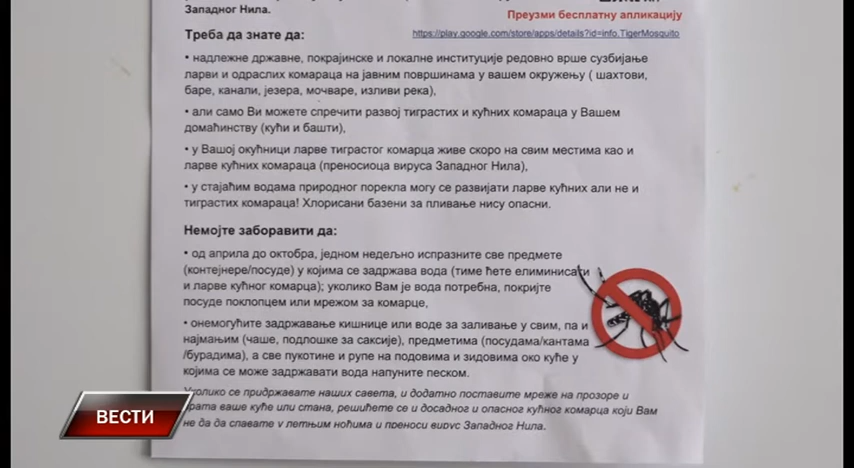 Западног Нила.
Преузми бесплатну апликацију
Треба да знате да:
https://play.google.com/store/apps/details?id=info.TigerMosquito
• надлежне државне, покрајинске и локалне институције редовно врше сузбијање
ларви и одраслих комараца на јавним површинама у вашем окружењу ( шахтови,
баре, канали, језера, мочваре, изливи река),
• али само Ви можете спречити развој тиграстих и кућних комараца у Вашем
домаћинству (кући и башти),
• у Вашој окућници ларве тиграстог комарца живе скоро на свим местима као и
ларве кућних комараца (преносиоца вируса Западног Нила),
• у стајаћим водама природног порекла могу се развијати ларве кућних али не и
тиграстих комараца! Хлорисани базени за пливање нису опасни.
Немојте заборавити да:
• од априла до октобра, једном недељно испразните све предмете
(контејнере/посуде) у којима се задржава вода (тиме ћете елиминисати
и ларве кућног комарца); уколико Вам је вода потребна, покријте
посуде поклопцем или мрежом за комарце,
• онемогућите задржавање кишнице или воде за заливање у свим, па и
најмањим (чаше, подлошке за саксије), предметима (посудама/кантама
/бурадима), а све пукотине и рупе на подовима и зидовима око куће у
којима се може задржавати вода напуните песком.
Уколико се придржавате наших савета, и додатно поставите мреже на прозоре и
врата ваше куће или стана, решићете се и досадног и опасног кућног комарца који Вам
не да да спавате у летњим ноћима и преноси вирус Западног Нила.
ВЕСТИ